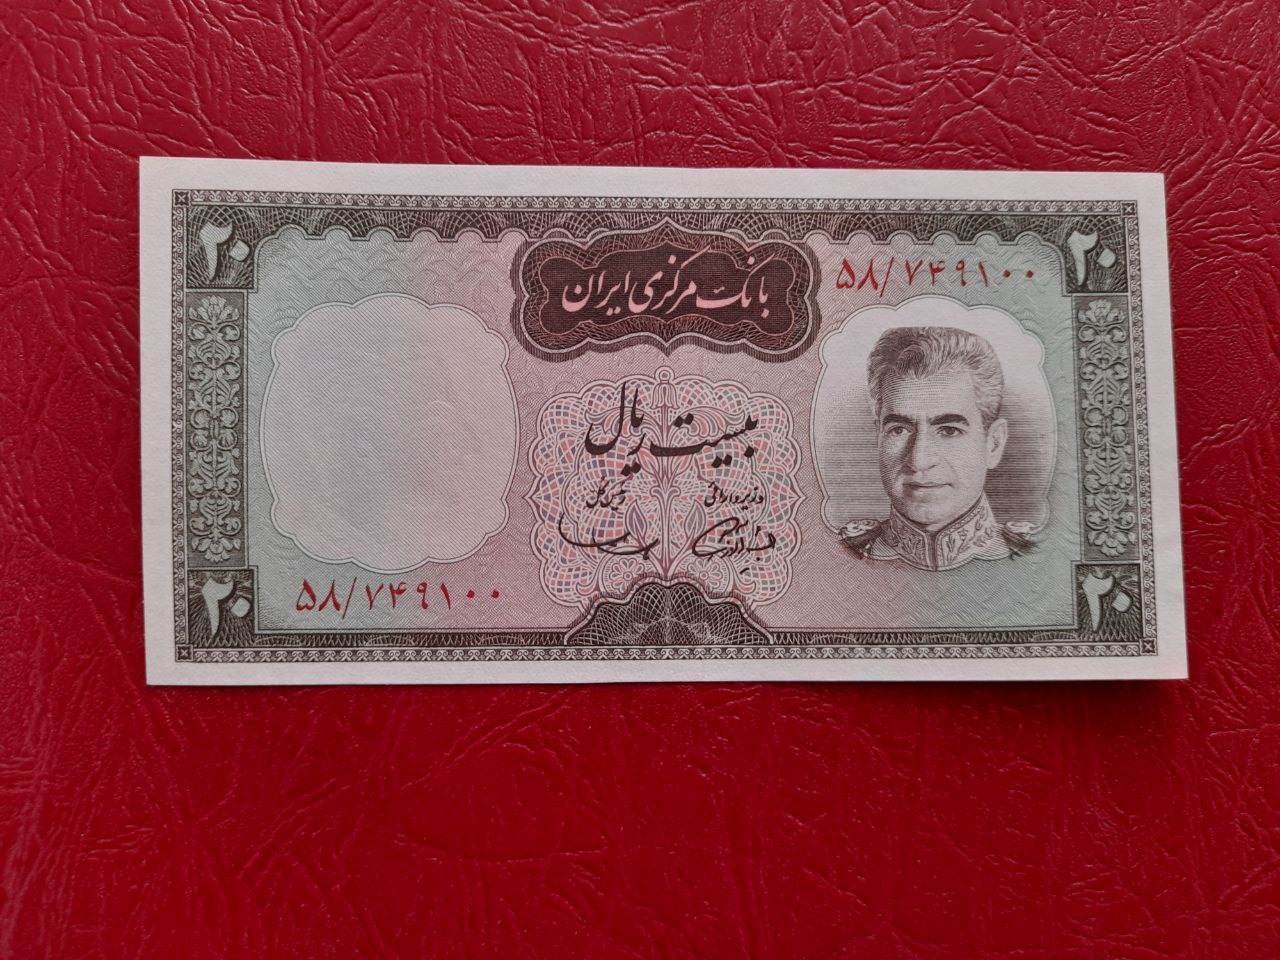 ۲۰
۲۰
بانک مرکزی ایران
۵۸/۷۴۹۱۰۰
بیست ریال
وزیر دارائی
رئیس کل
۵۸/۷۴۹۱۰۰
۲۰
۲۰